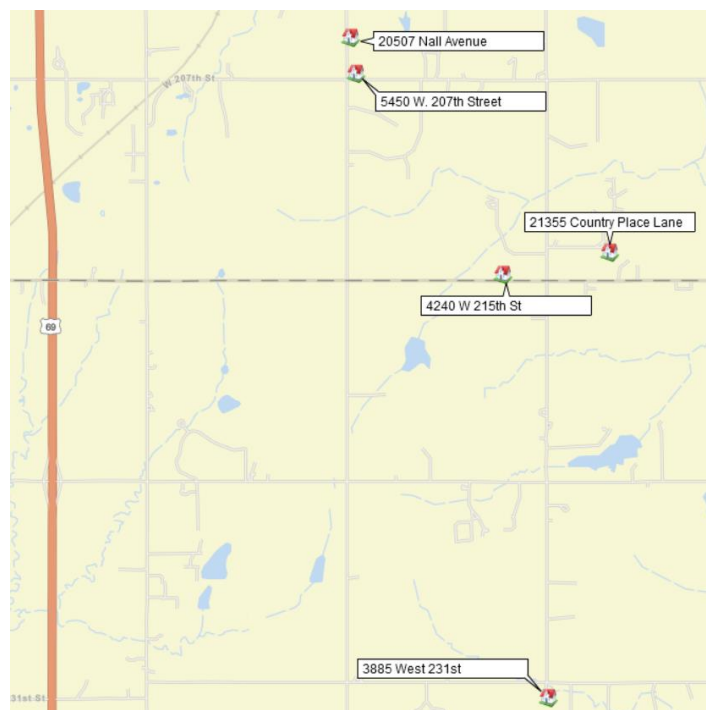 20507 Nall Avenue
W 207th St
5450 W. 207th Street
21355 Country Place Lane
4240 W 215th St
69
3885 West 231st
31st St